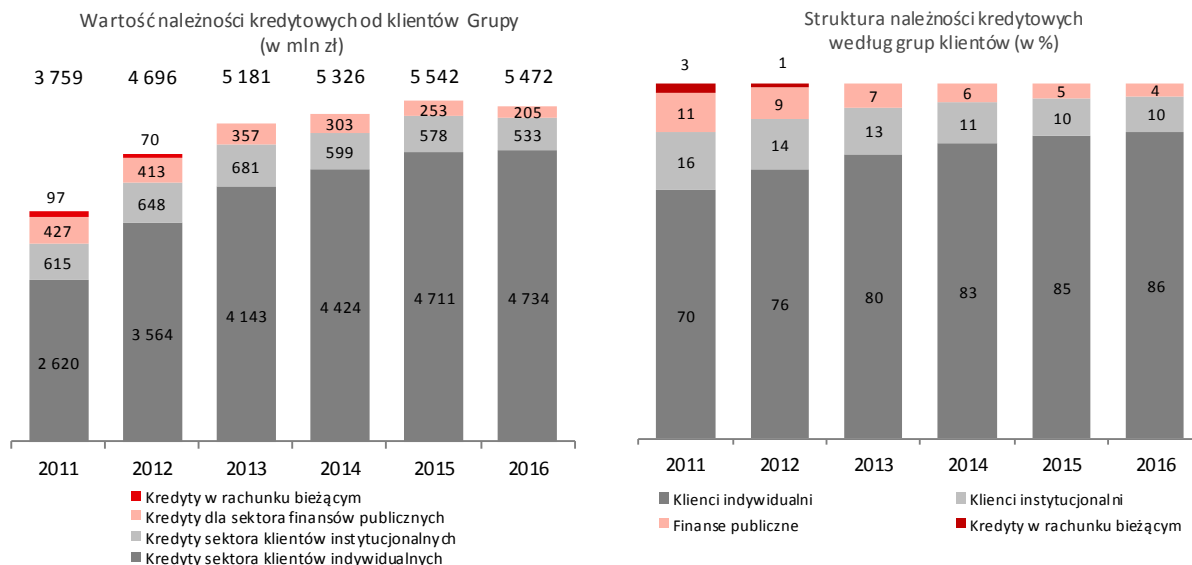 Wartość należności kredytowych od klientów Grupy
(w mln zł)
3 759 4 696 5 181 5 326 5 542 5 472
97 427 615 2 620
70 413 648 3 564
357 681 4 143
303 599 4 424
253 578 4 711
205 533 4 734
2011 2012 2013 2014 2015 2016
Kredyty w rachunku bieżącym
Kredyty dla sektora finansów publicznych
Kredyty sektora klientów instytucjonalnych
Kredyty sektora klientów indywidualnych
Struktura należności kredytowych
według grup klientów (w %)
3 11 16 70
1 9 14 76
7 13 80
6 11 83
5 10 85
4 10 86
2011 2012 2013 2014 2015 2016
Klienci indywidualni Klienci instytucjonalni
Finanse publiczne Kredyty w rachunku bieżącym